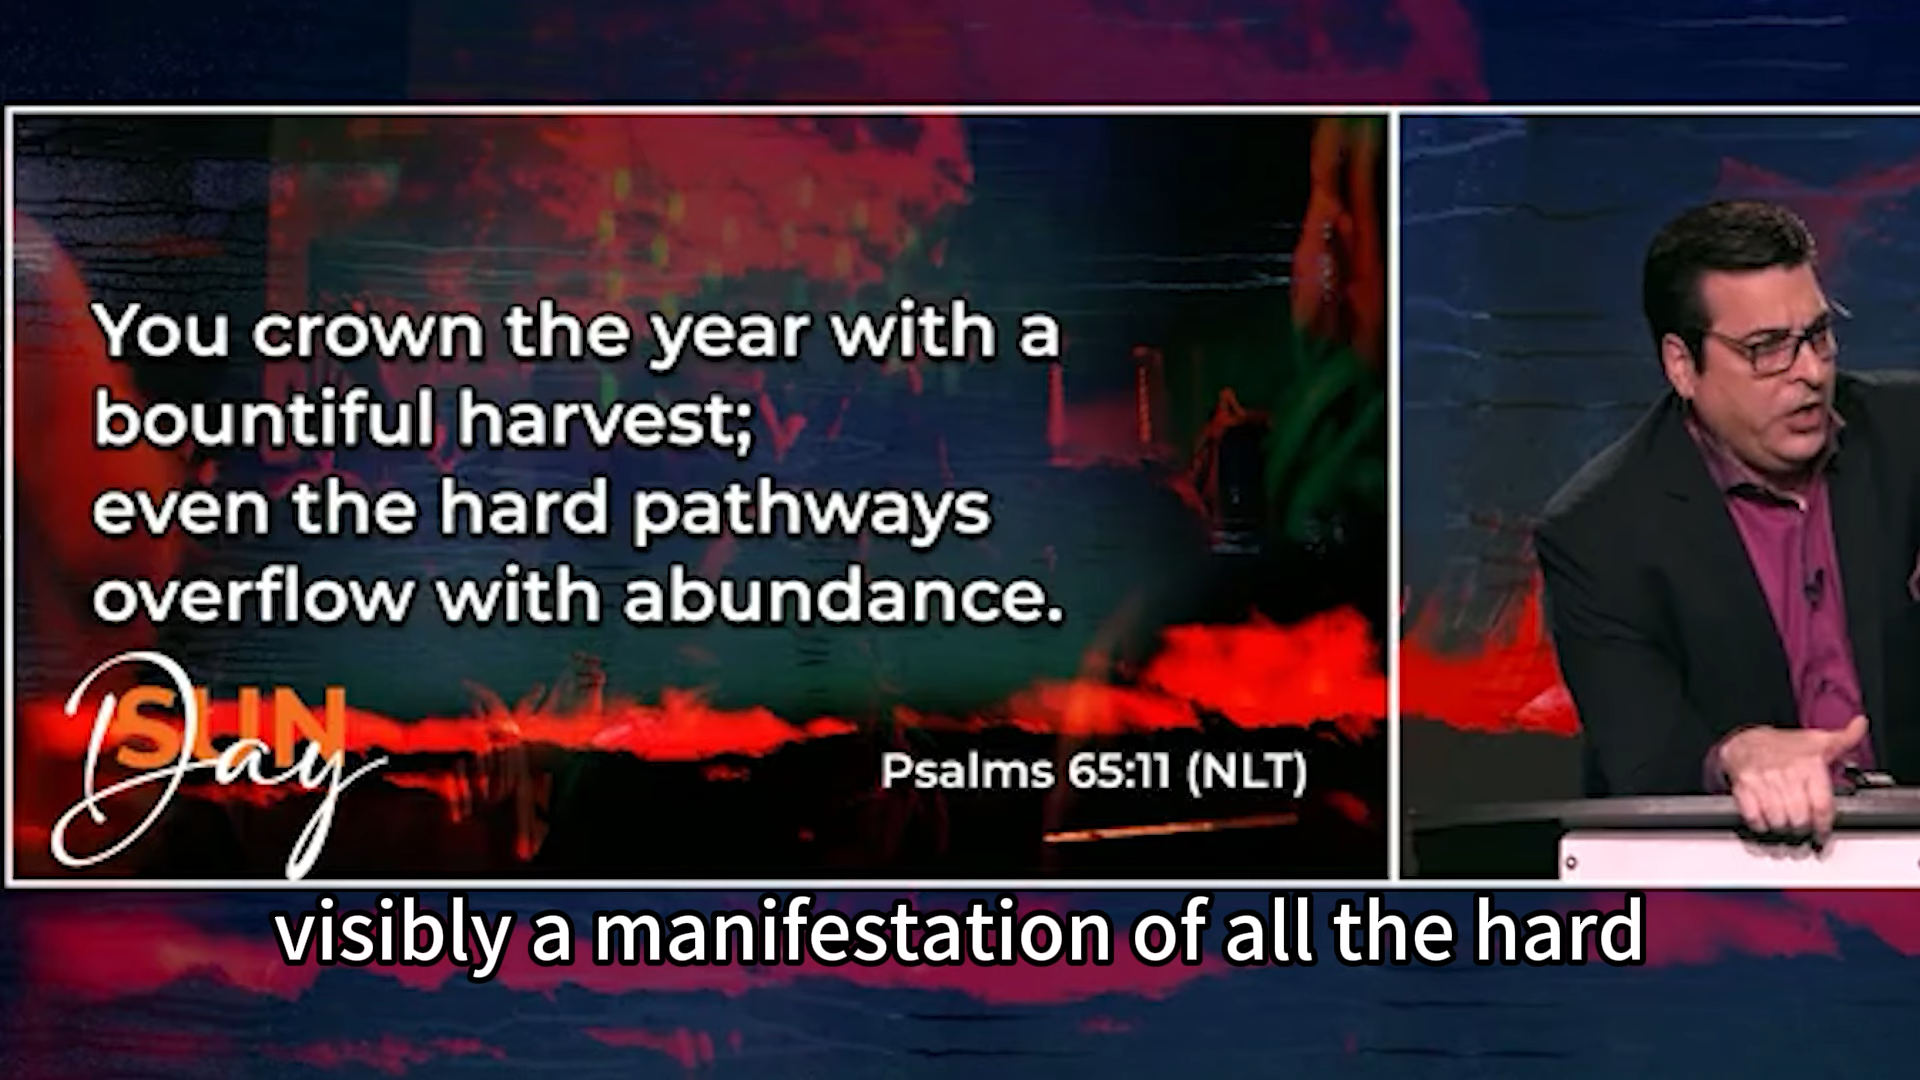 You crown the year with a
bountiful harvest;
even the hard pathways
overflow with abundance.
SUN
Day
Psalms 65:11 (NLT)
visibly a manifestation of all the hard